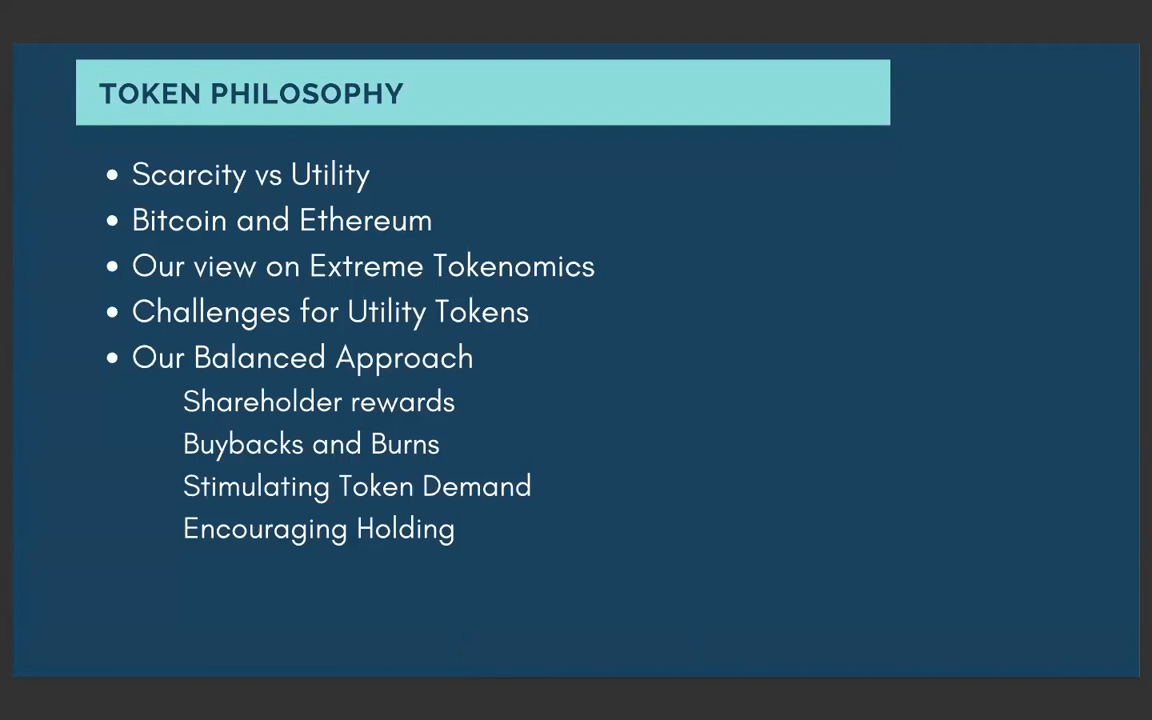 TOKEN PHILOSOPHY
• Scarcity vs Utility
• Bitcoin and Ethereum
• Our view on Extreme Tokenomics
• Challenges for Utility Tokens
• Our Balanced Approach
Shareholder rewards
Buybacks and Burns
Stimulating Token Demand
Encouraging Holding